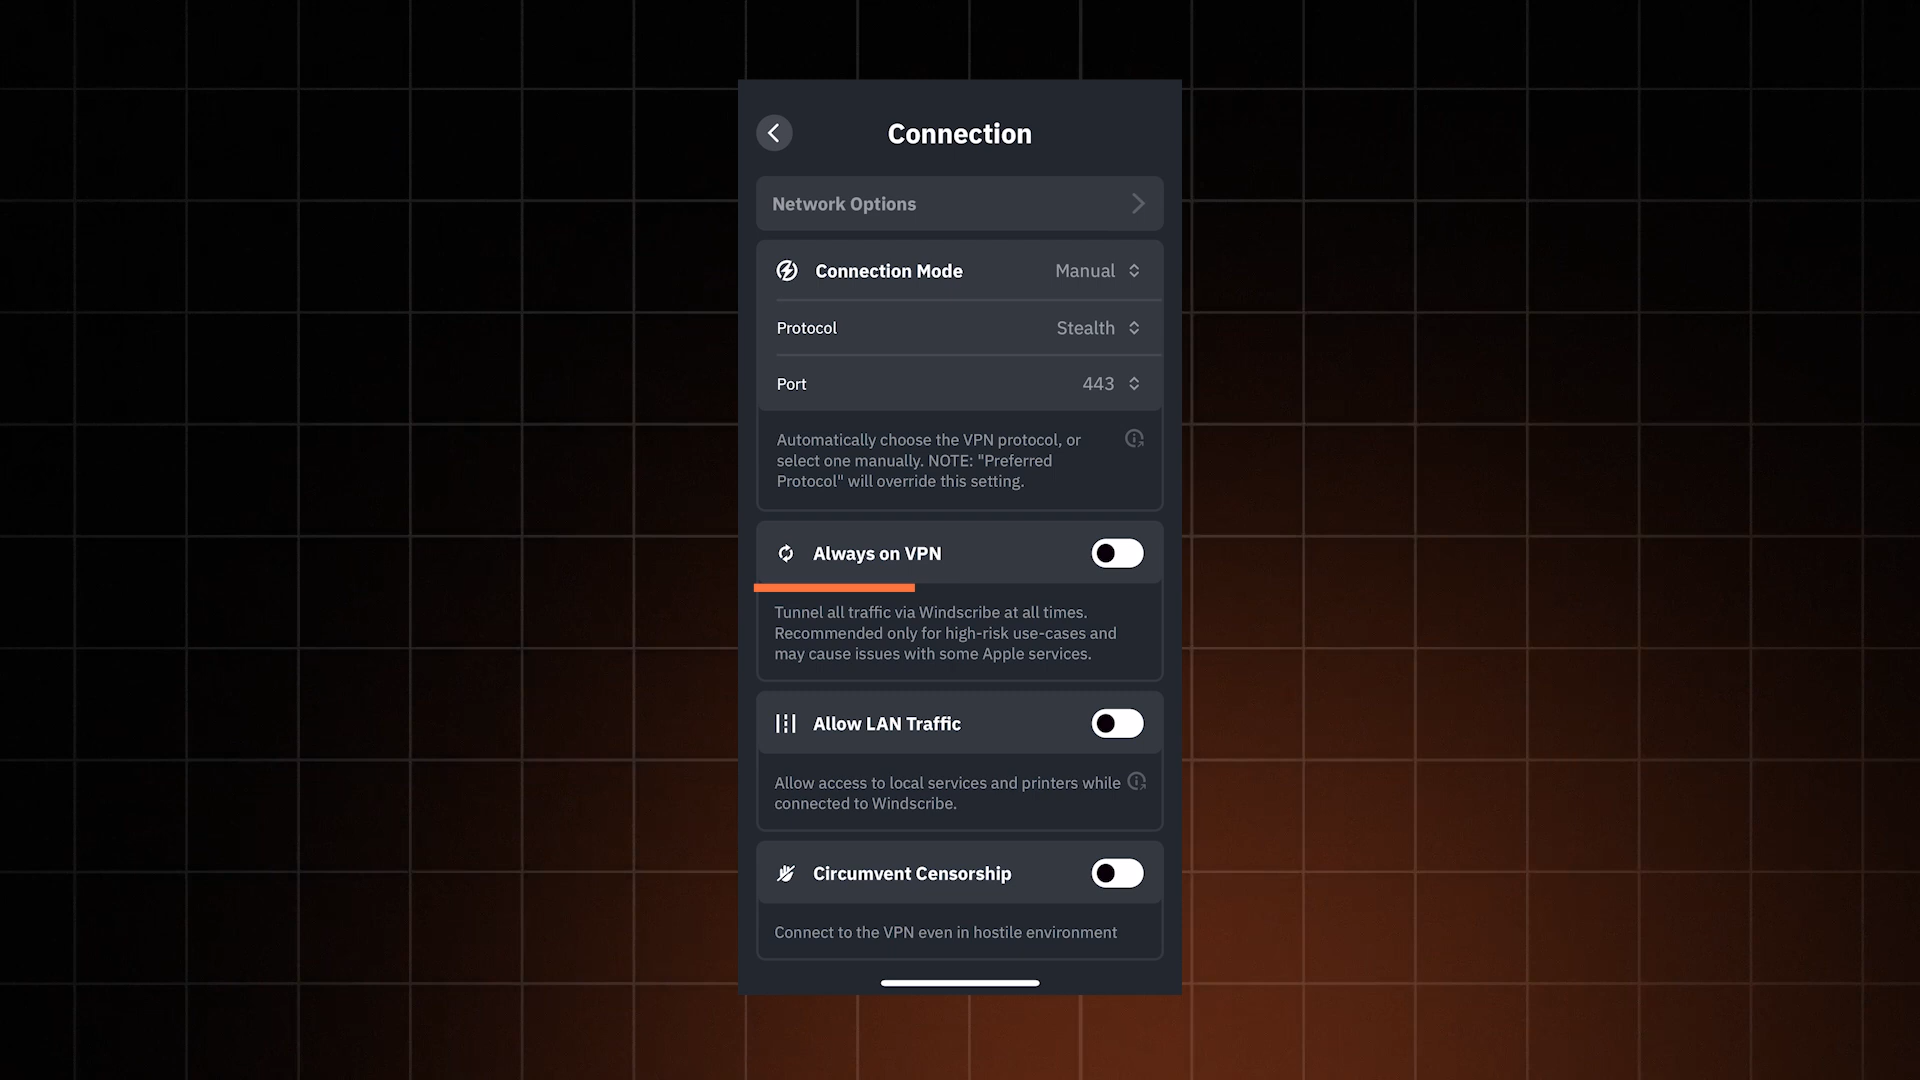 Connection
Network Options
Connection Mode Manual
Protocol Stealth
Port 443
Automatically choose the VPN protocol, or
select one manually. NOTE: "Preferred
Protocol" will override this setting.
Always on VPN
Tunnel all traffic via Windscribe at all times.
Recommended only for high-risk use-cases and
may cause issues with some Apple services.
Allow LAN Traffic
Allow access to local services and printers while
connected to Windscribe.
Circumvent Censorship
Connect to the VPN even in hostile environment